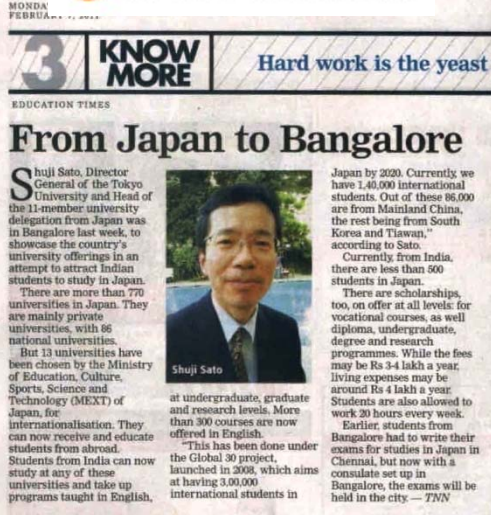 MONDA
FEBRUA
3
KNOW
MORE
Hard work is the yeast
EDUCATION TIMES
From Japan to Bangalore
Shuji Sato, Director
General of the Tokyo
University and Head of
the 11-member university
delegation from Japan was
in Bangalore last week, to
showcase the country's
university offerings in an
attempt to attract Indian
students to study in Japan.
There are more than 770
universities in Japan. They
are mainly private
universities, with 86
national universities.
But 13 universities have
been chosen by the Ministry
of Education, Culture,
Sports, Science and
Technology (MEXT) of
Japan, for
internationalisation. They
can now receive and educate
students from abroad.
Students from India can now
study at any of these
universities and take up
programs taught in English,
Shuji Sato
at undergraduate, graduate
and research levels. More
than 300 courses are now
offered in English.
"This has been done under
the Global 30 project,
launched in 2008, which aims
at having 3,00,000
international students in
Japan by 2020. Currently, we
have 1,40,000 international
students. Out of these 86,000
are from Mainland China,
the rest being from South
Korea and Tiawan,"
according to Sato.
Currently, from India,
there are less than 500
students in Japan.
There are scholarships,
too, on offer at all levels: for
vocational courses, as well
diploma, undergraduate,
degree and research
programmes. While the fees
may be Rs 3-4 lakh a year,
living expenses may be
around Rs 4 lakh a year.
Students are also allowed to
work 20 hours every week.
Earlier, students from
Bangalore had to write their
exams for studies in Japan in
Chennai, but now with a
consulate set up in
Bangalore, the exams will be
held in the city. — TNN